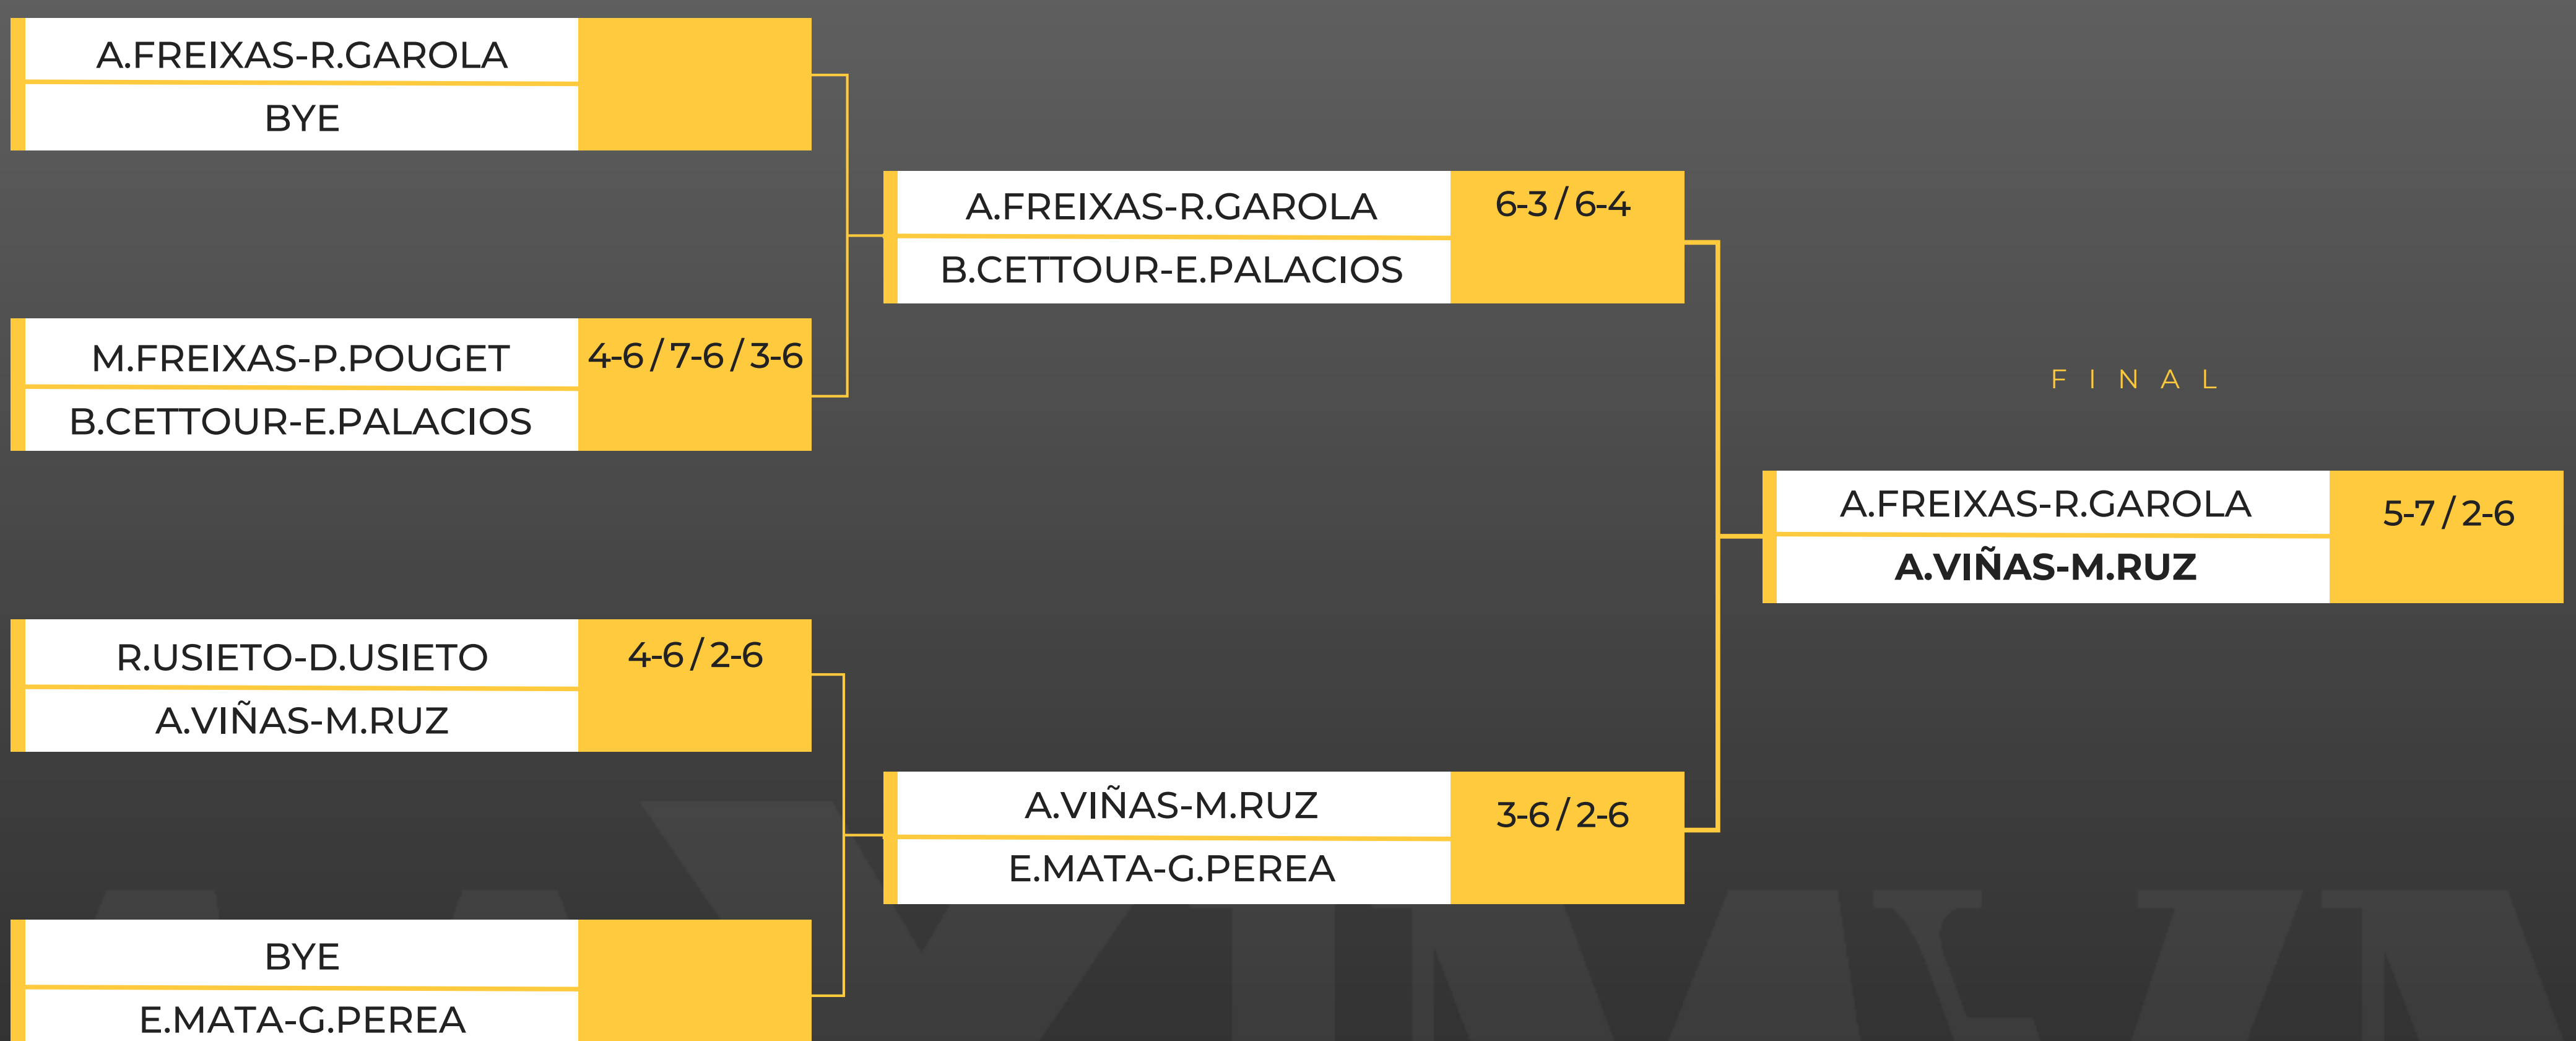 A.FREIXAS-R.GAROLA
BYE
M.FREIXAS-P.POUGET
4-6 / 7-6 / 3-6
B.CETTOUR-E.PALACIOS
R.USIETO-D.USIETO
4-6 / 2-6
A.VIÑAS-M.RUZ
BYE
E.MATA-G.PEREA
A.FREIXAS-R.GAROLA
6-3 / 6-4
B.CETTOUR-E.PALACIOS
A.VIÑAS-M.RUZ
3-6 / 2-6
E.MATA-G.PEREA
FINAL
A.FREIXAS-R.GAROLA
5-7 / 2-6
A.VIÑAS-M.RUZ